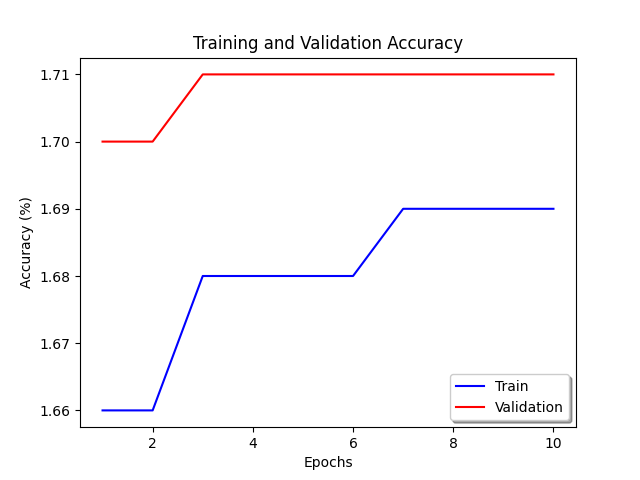 Training and Validation Accuracy
Accuracy (%)
1.71
1.70
1.69
1.68
1.67
1.66
2
4
6
8
10
Epochs
Train
Validation